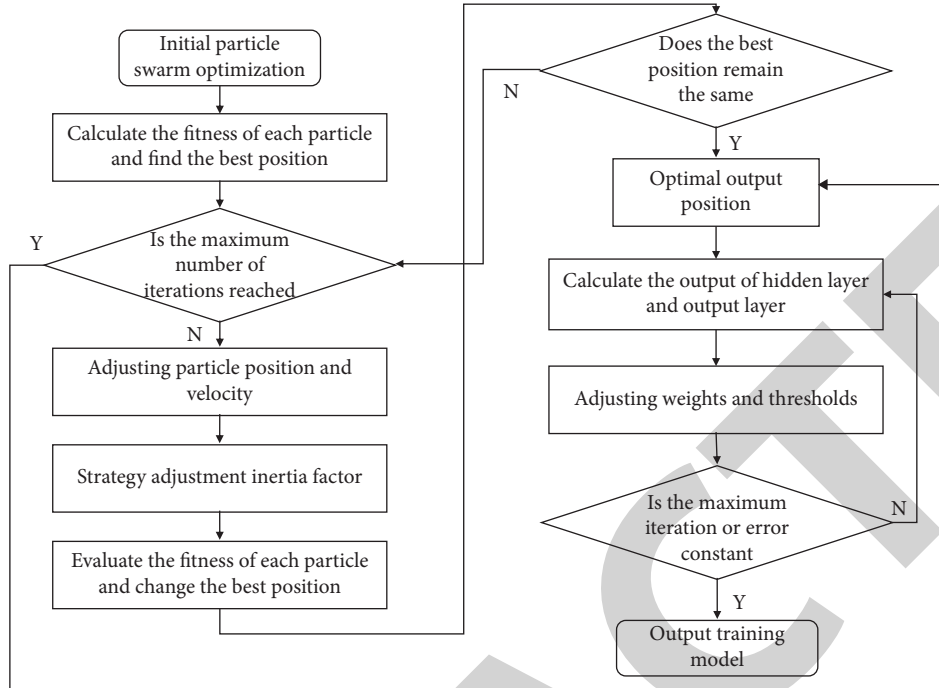 Initial particle
swarm optimization
Calculate the fitness of each particle
and find the best position
Y
Is the maximum
number of
iterations reached
N
Adjusting particle position and
velocity
Strategy adjustment inertia factor
Evaluate the fitness of each particle
and change the best position
Does the best
position remain
the same
N
Y
Optimal output
position
Calculate the output of hidden layer
and output layer
Adjusting weights and thresholds
Is the maximum
iteration or error
constant
N
Y
Output training
model
ACTE